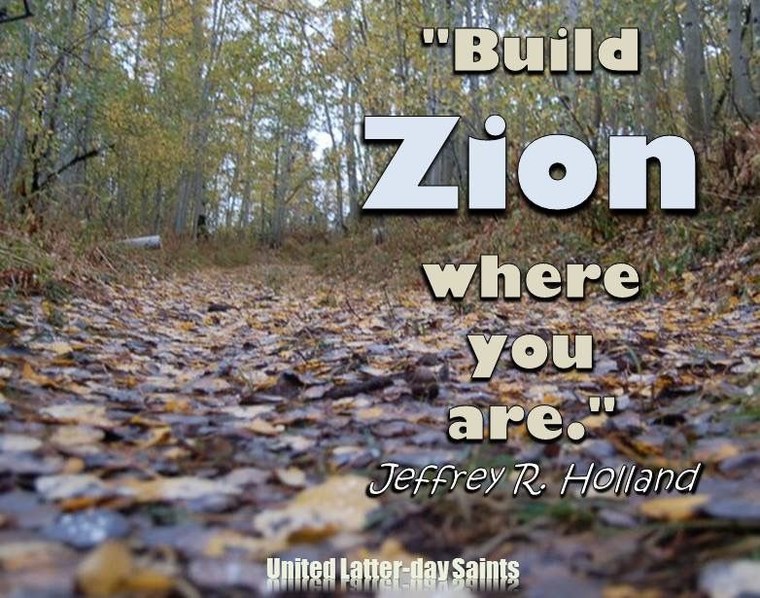 "Build
Zion
where
you
are."
Jeffrey R. Holland
United Latter-day Saints